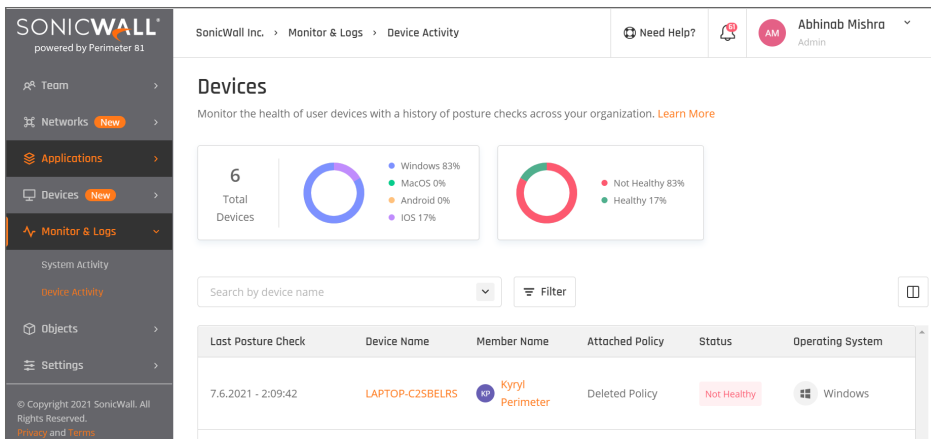 SONICWALL
powered by Perimeter 81
SonicWall Inc. › Monitor & Logs › Device Activity
Need Help?
61
AM
Abhinab Mishra
Admin
Team
Networks New
Applications
Devices New
Monitor & Logs
System Activity
Device Activity
Objects
Settings
© Copyright 2021 SonicWall. All
Rights Reserved.
Privacy and Terms
Devices
Monitor the health of user devices with a history of posture checks across your organization. Learn More
6
Total
Devices
Windows 83%
MacOS 0%
Android 0%
IOS 17%
Not Healthy 83%
Healthy 17%
Search by device name
Filter
Last Posture Check Device Name Member Name Attached Policy Status Operating System
7.6.2021 - 2:09:42 LAPTOP-C2SBELRS KP Kyryl Perimeter Deleted Policy Not Healthy Windows